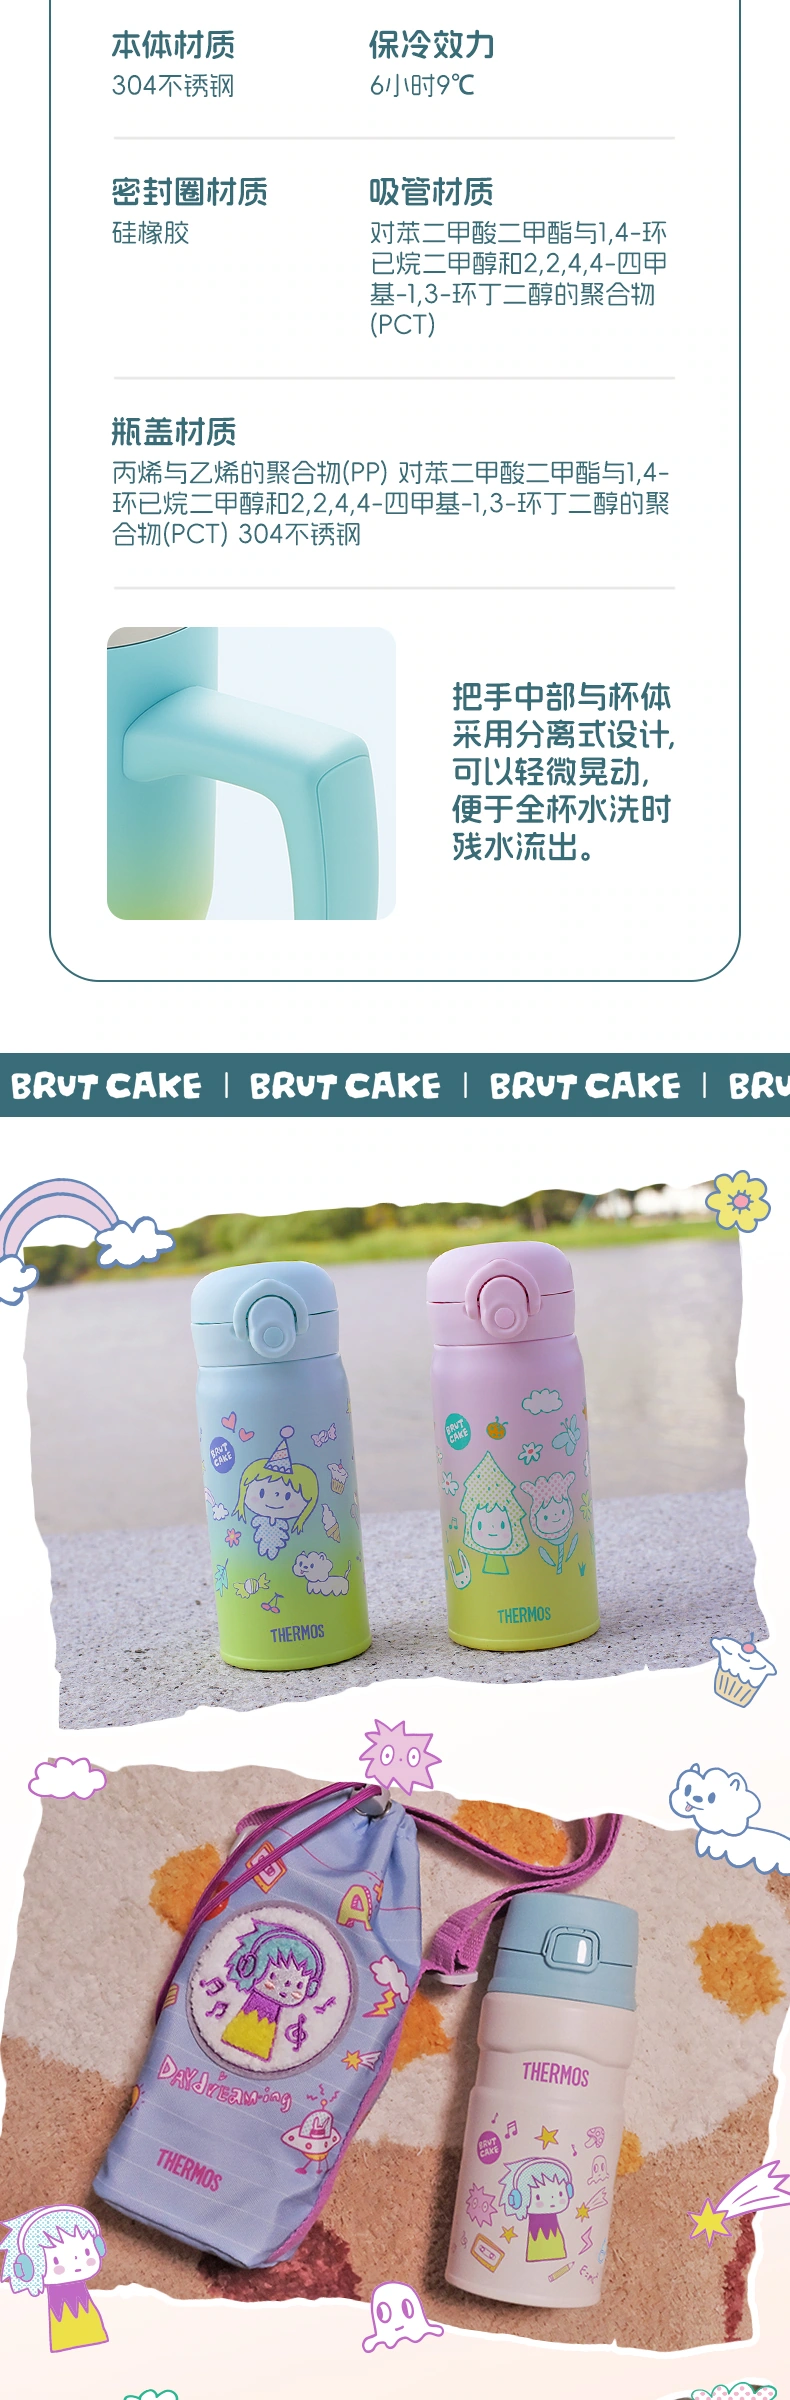 本体材质
保冷效力
304不锈钢
6小时9℃
密封圈材质
吸管材质
硅橡胶
对苯二甲酸二甲酯与1,4-环
已烷二甲醇和2,2,4,4-四甲
基-1,3-环丁二醇的聚合物
(PCT)
瓶盖材质
丙烯与乙烯的聚合物(PP) 对苯二甲酸二甲酯与1,4-
环已烷二甲醇和2,2,4,4-四甲基-1,3-环丁二醇的聚
合物(PCT) 304不锈钢
把手中部与杯体
采用分离式设计,
可以轻微晃动,
便于全杯水洗时
残水流出。
BRUT CAKE | BRUT CAKE | BRUT CAKE | BRU
BRUT
CAKE
THERMOS
BRUT
CAKE
THERMOS
A+
Daydreaming
THERMOS
THERMOS
BRUT
CAKE